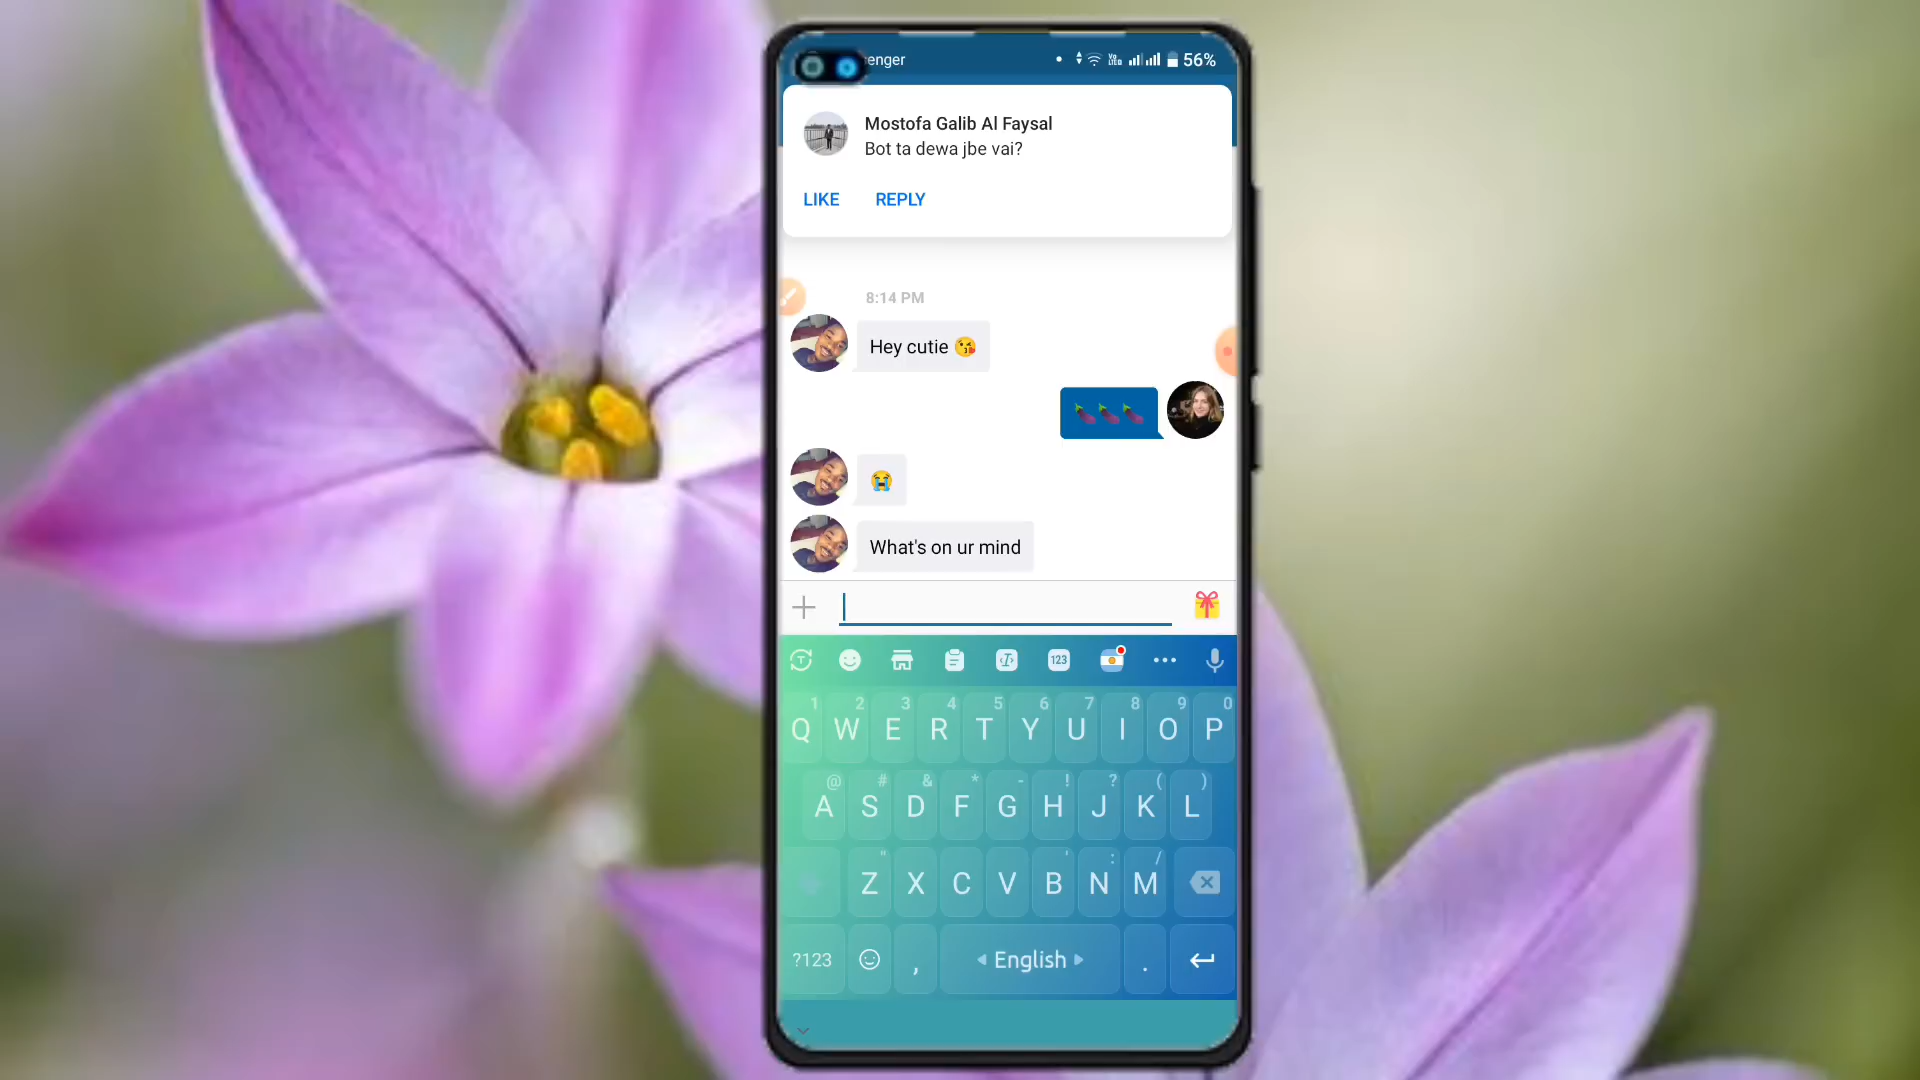 enger
56%
Mostofa Galib Al Faysal
Bot ta dewa jbe vai?
LIKE REPLY
8:14 PM
Hey cutie 😘
🍆🍆🍆
😭
What's on ur mind
123
1 2 3 4 5 6 7 8 9 0
Q W E R T Y U I O P
@ # & * - ! ? ( )
A S D F G H J K L
" ' : /
Z X C V B N M
?123 , English .